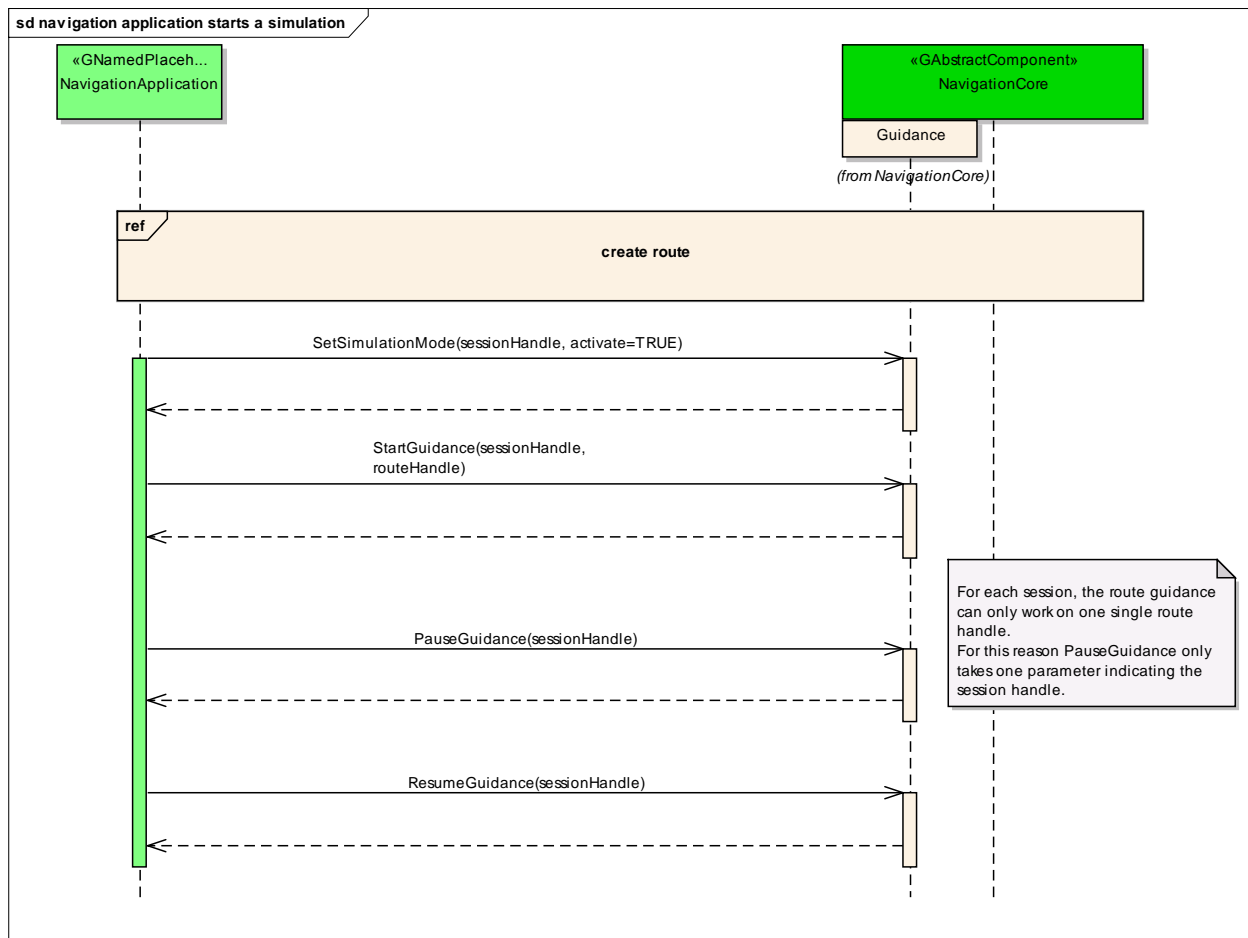 sd navigation application starts a simulation
«GNamedPlaceh...
NavigationApplication
«GAbstractComponent»
NavigationCore
Guidance
(from NavigationCore)
ref
create route
SetSimulationMode(sessionHandle, activate=TRUE)
StartGuidance(sessionHandle,
routeHandle)
For each session, the route guidance
can only work on one single route
handle.
For this reason PauseGuidance only
takes one parameter indicating the
session handle.
PauseGuidance(sessionHandle)
ResumeGuidance(sessionHandle)